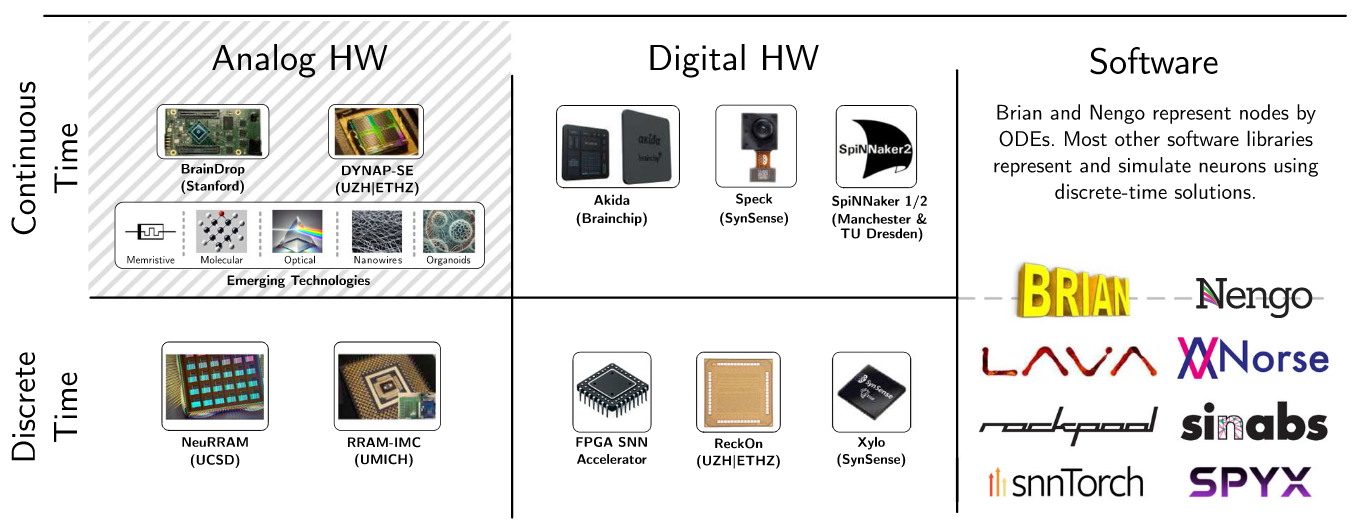 Analog HW
Digital HW
Software
Continuous
Time
BrainDrop
(Stanford)
DYNAP-SE
(UZH|ETHZ)
Memristive
Molecular
Optical
Nanowires
Organoids
Emerging Technologies
akida
brainchip
Akida
(Brainchip)
Speck
(SynSense)
SpiNNaker2
SpiNNaker 1/2
(Manchester &
TU Dresden)
Brian and Nengo represent nodes by
ODEs. Most other software libraries
represent and simulate neurons using
discrete-time solutions.
BRIAN
Nengo
Discrete
Time
NeuRRAM
(UCSD)
RRAM-IMC
(UMICH)
FPGA SNN
Accelerator
ReckOn
(UZH|ETHZ)
SynSense
Xylo
(SynSense)
LAVA
Norse
rockpool
sinabs
snnTorch
SPYX